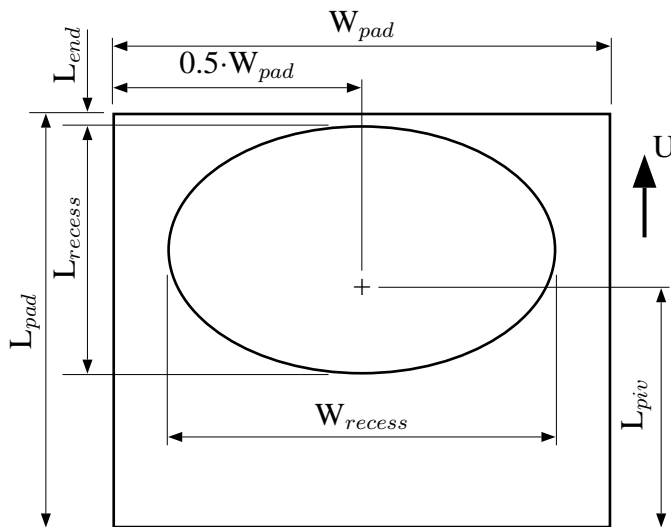 W_pad
L_end
0.5·W_pad
U
L_recess
L_pad
W_recess
L_piv